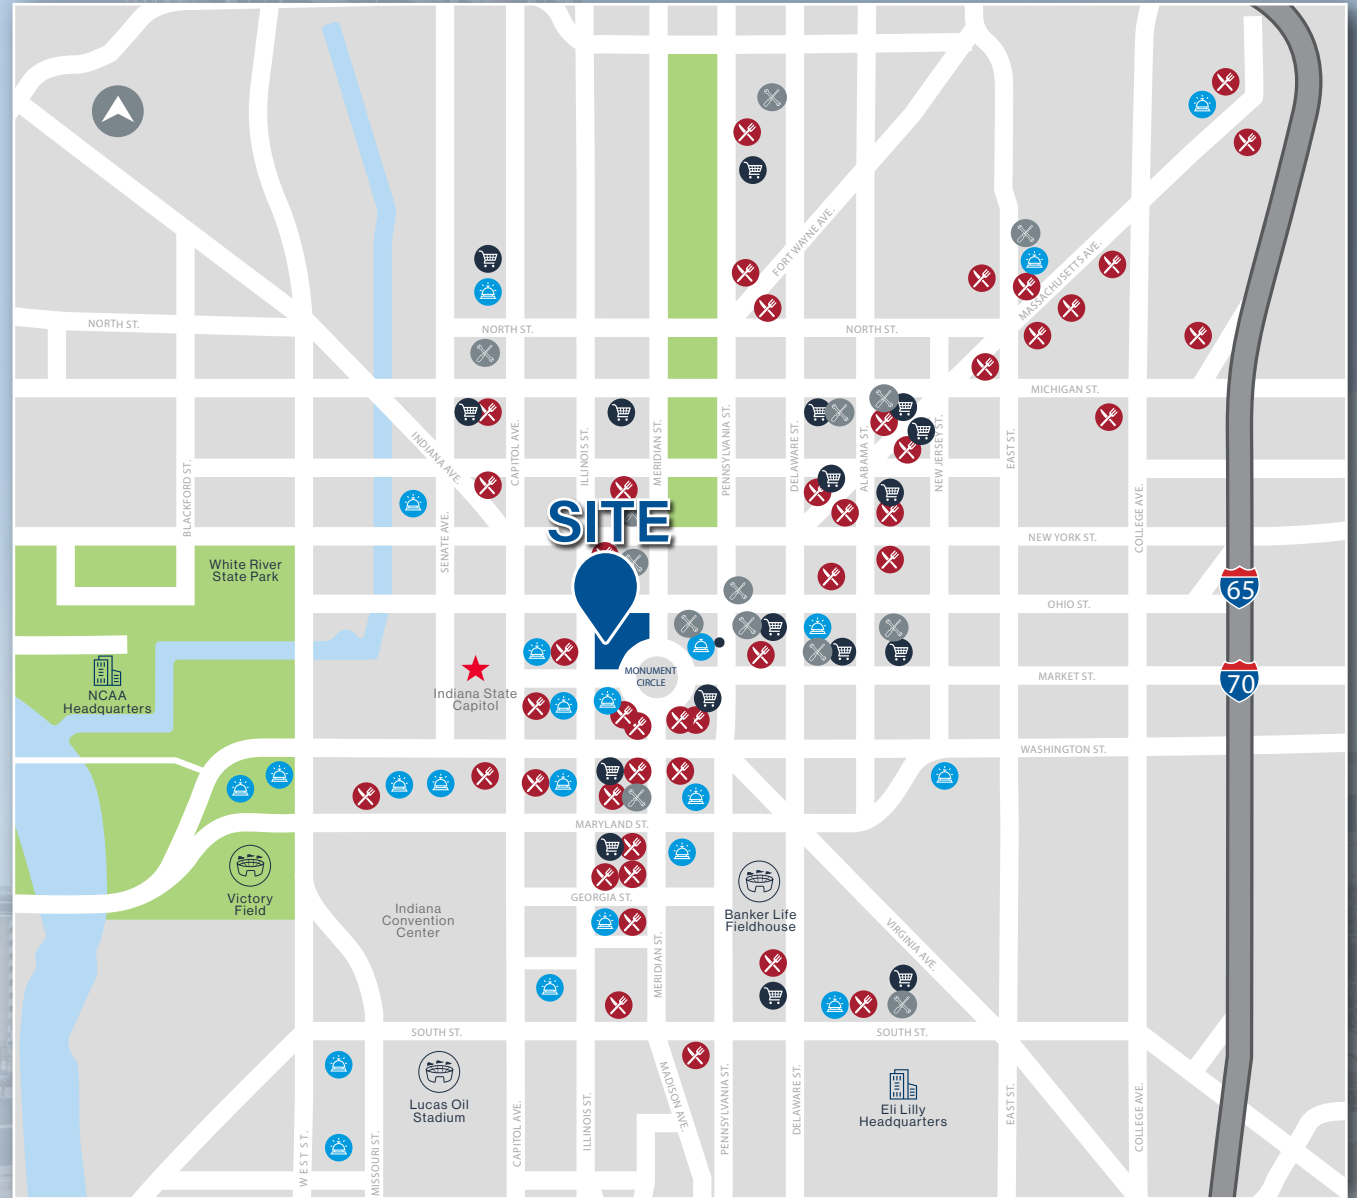 FORT WAYNE AVE.
MASSACHUSETTS AVE.
NORTH ST.
NORTH ST.
NORTH ST.
MICHIGAN ST.
INDIANA AVE.
CAPITOL AVE.
ILLINOIS ST.
MERIDIAN ST.
PENNSYLVANIA ST.
DELAWARE ST.
ALABAMA ST.
NEW JERSEY ST.
EAST ST.
BLACKFORD ST.
SENATE AVE.
COLLEGE AVE.
SITE
NEW YORK ST.
White River
State Park
65
OHIO ST.
MONUMENT
CIRCLE
MARKET ST.
70
NCAA
Headquarters
Indiana State
Capitol
WASHINGTON ST.
MARYLAND ST.
Victory
Field
Indiana
Convention
Center
GEORGIA ST.
Banker Life
Fieldhouse
VIRGINIA AVE.
MERIDIAN ST.
SOUTH ST.
SOUTH ST.
Lucas Oil
Stadium
Eli Lilly
Headquarters
WEST ST.
MISSOURI ST.
CAPITOL AVE.
ILLINOIS ST.
MADISON AVE.
PENNSYLVANIA ST.
DELAWARE ST.
EAST ST.
COLLEGE AVE.